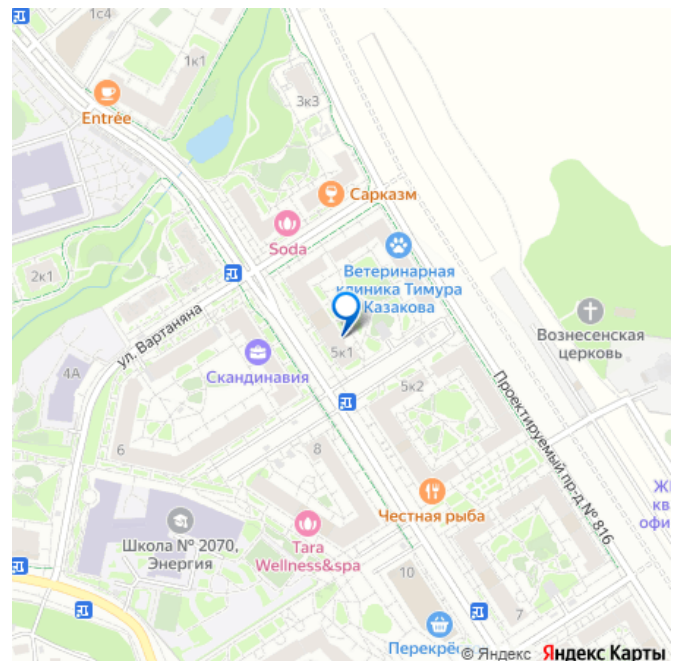 1с4
1к1
3к3
Entrée
Сарказм
Soda
Ветеринарная
клиника Тимура
Казакова
2к1
ул. Вартаняна
Вознесенская
церковь
5к1
Скандинавия
4А
5к2
Проектируемый пр-д № 816
6
8
Честная рыба
Школа № 2070,
Энергия
Tara
Wellness&spa
10
7
Перекрёс
© Яндекс Яндекс Карты